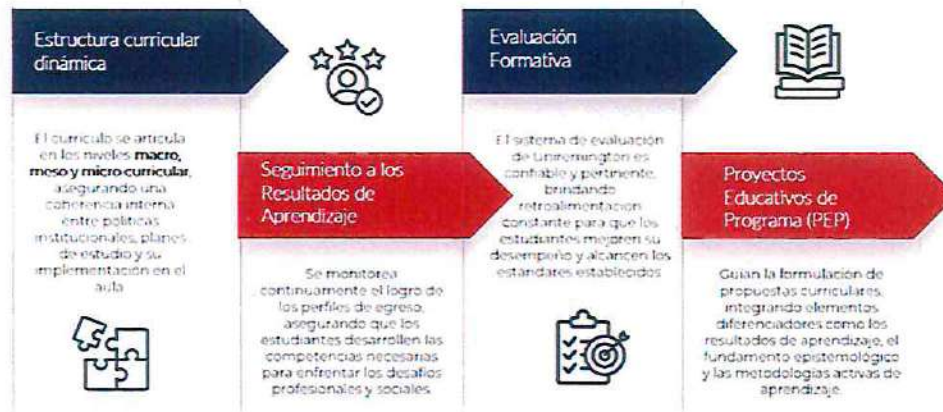 Estructura curricular
dinámica
El currículo se articula
en los niveles macro,
meso y micro curricular,
asegurando una
coherencia interna
entre políticas
institucionales, planes
de estudio y su
implementación en el
aula
Seguimiento a los
Resultados de
Aprendizaje
Se monitorea
continuamente el logro de
los perfiles de egreso,
asegurando que los
estudiantes desarrollen las
competencias necesarias
para enfrentar los desafíos
profesionales y sociales.
Evaluación
Formativa
El sistema de evaluación
de Uniremington es
confiable y pertinente,
brindando
retroalimentación
constante para que los
estudiantes mejoren su
desempeño y alcancen los
estándares establecidos
Proyectos
Educativos de
Programa (PEP)
Guían la formulación de
propuestas curriculares,
integrando elementos
diferenciadores como los
resultados de aprendizaje, el
fundamento epistemológico
y las metodologías activas de
aprendizaje.